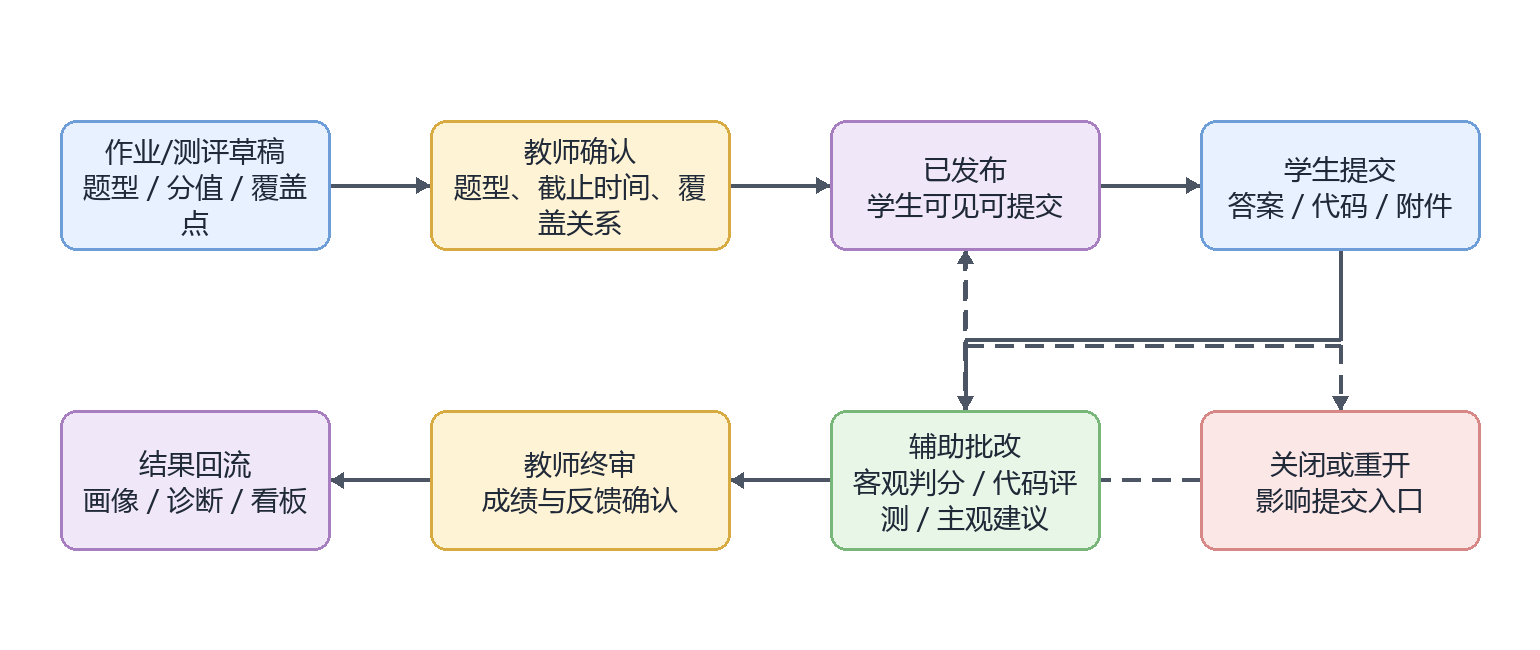 作业/测评草稿
题型 / 分值 / 覆盖
点
教师确认
题型、截止时间、覆
盖关系
已发布
学生可见可提交
学生提交
答案 / 代码 / 附件
结果回流
画像 / 诊断 / 看板
教师终审
成绩与反馈确认
辅助批改
客观判分 / 代码评
测 / 主观建议
关闭或重开
影响提交入口